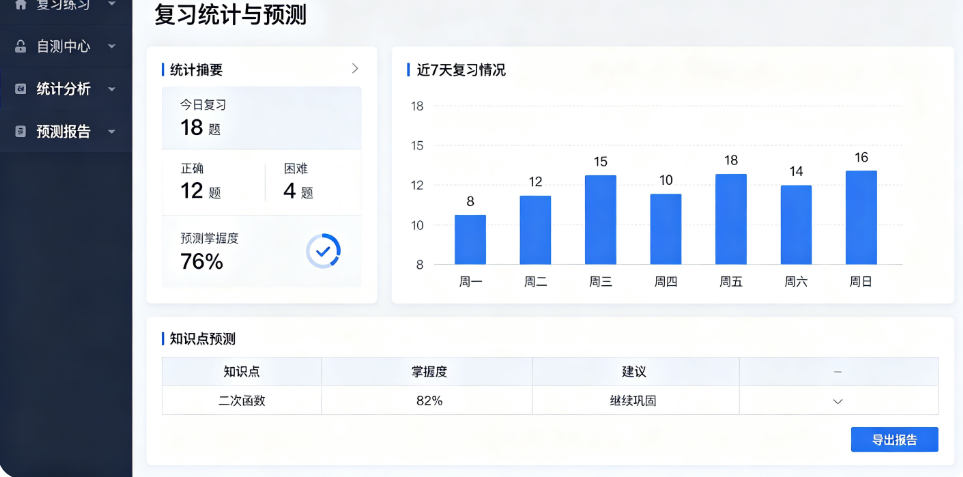 复习练习
自测中心
统计分析
预测报告
复习统计与预测
统计摘要
今日复习
18 题
正确 困难
12 题 4 题
预测掌握度
76%
近7天复习情况
18
15
12
10
8
8 12 15 10 18 14 16
周一 周二 周三 周四 周五 周六 周日
知识点预测
知识点 掌握度 建议 –
二次函数 82% 继续巩固
导出报告